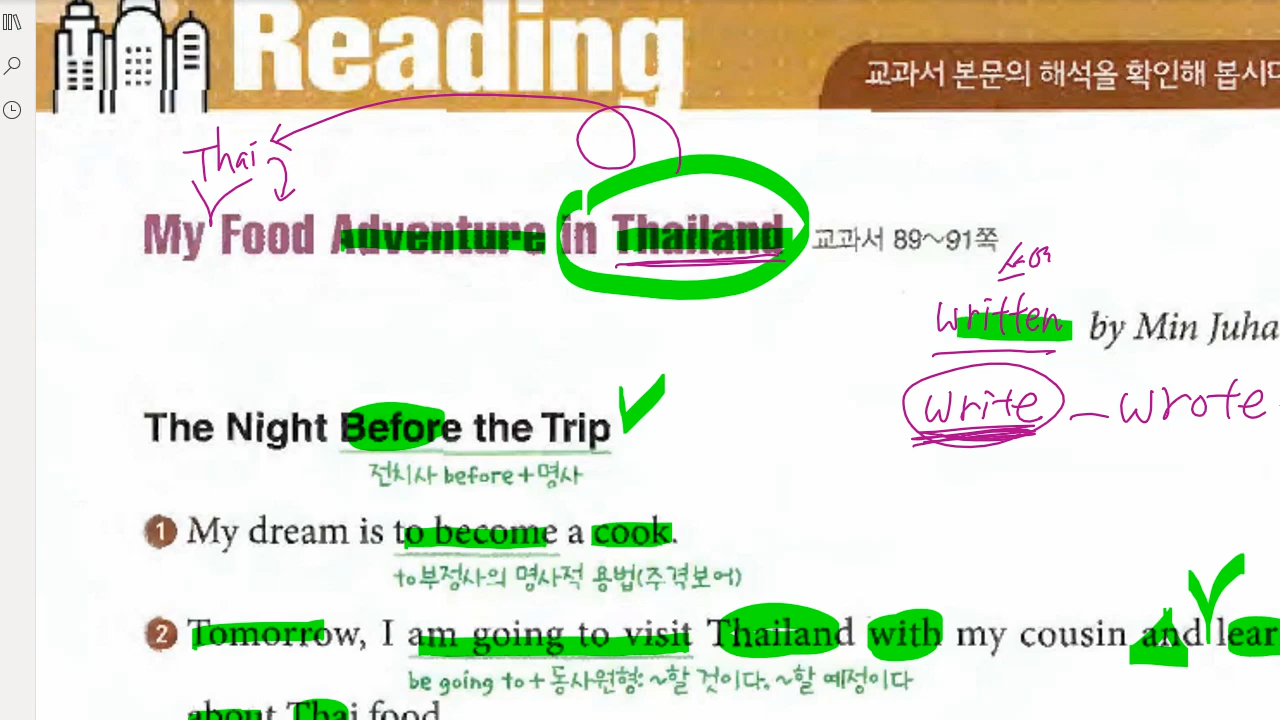 Reading
교과서 본문의 해석을 확인해 봅시다
Thai
My Food Adventure in Thailand 교과서 89~91쪽
written by Min Juha
write - wrote
The Night Before the Trip
전치사 before+명사
1 My dream is to become a cook.
to부정사의 명사적 용법(주격보어)
2 Tomorrow, I am going to visit Thailand with my cousin and lear
be going to + 동사원형: ~할 것이다, ~할 예정이다
about Thai food